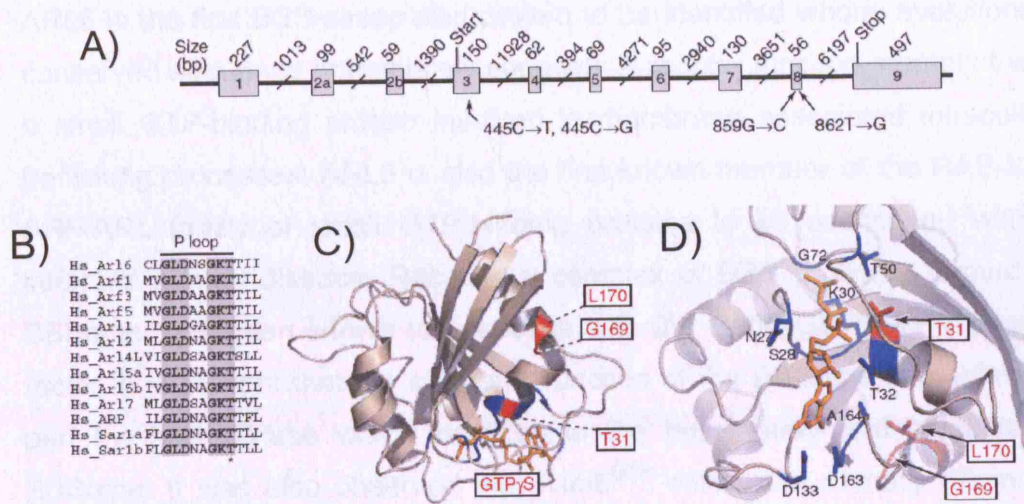 A)
Size (bp) 227 1013 99 542 59 1390 Start 150 11928 62 394 69 4271 95 2940 130 3651 56 1197 Stop 497
1 2a 2b 3 4 5 6 7 8 9
445C→T, 445C→G 859G→C 862T→G
B)
P loop
Hs_Arl6 CLGLDNSGKTTII
Hs_Arf1 MVGLDAAGKTTIL
Hs_Arf3 MVGLDAAGKTTIL
Hs_Arf5 MVGLDAAGKTTIL
Hs_Arl1 ILGLDGAGKTTIL
Hs_Arl2 MLGLDNAGKTTIL
Hs_Arl4L VIGLDSAGKTSLL
Hs_Arl5a IVGLDNAGKTTIL
Hs_Arl5b IVGLDNAGKTTIL
Hs_Arl7 MLGLDSAGKTTVL
Hs_ARP ILGLDNAGKTTFL
Hs_Sar1a FLGLDNAGKTTLL
Hs_Sar1b FLGLDNAGKTTLL
*
C)
L170
G169
T31
GTPγS
D)
G72
T50
K30
T31
N27
S28
T32
A164
L170
D133
D163
G169